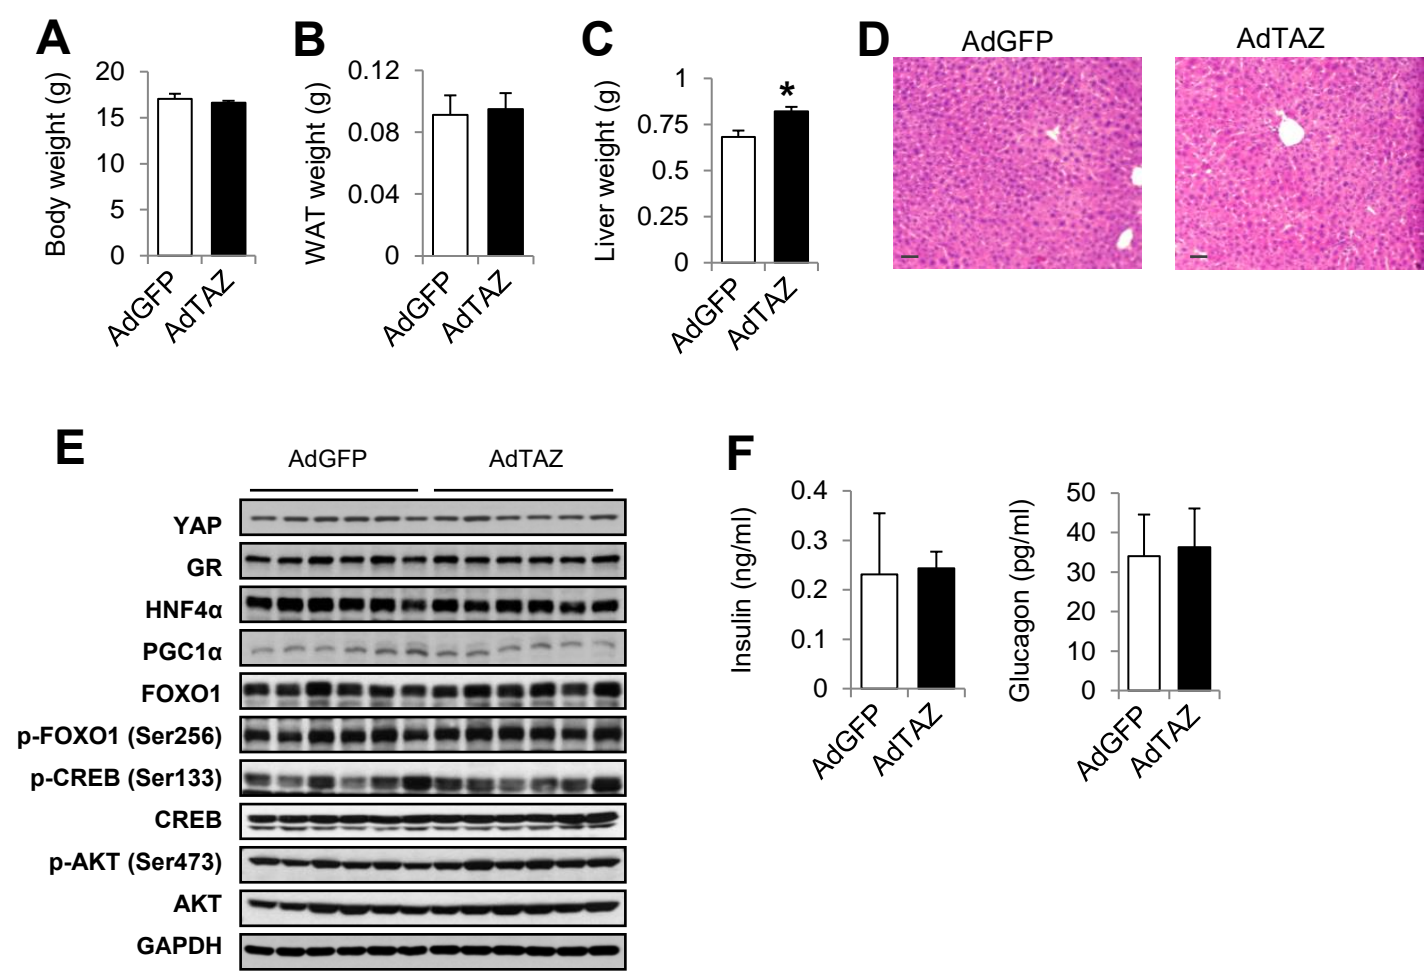 A
Body weight (g)
20
15
10
5
0
AdGFP
AdTAZ
B
WAT weight (g)
0.12
0.08
0.04
0
AdGFP
AdTAZ
C
Liver weight (g)
1
0.75
0.5
0.25
0
*
AdGFP
AdTAZ
D
AdGFP
AdTAZ
E
AdGFP
AdTAZ
YAP
GR
HNF4α
PGC1α
FOXO1
p-FOXO1 (Ser256)
p-CREB (Ser133)
CREB
p-AKT (Ser473)
AKT
GAPDH
F
Insulin (ng/ml)
0.4
0.3
0.2
0.1
0
AdGFP
AdTAZ
Glucagon (pg/ml)
50
40
30
20
10
0
AdGFP
AdTAZ